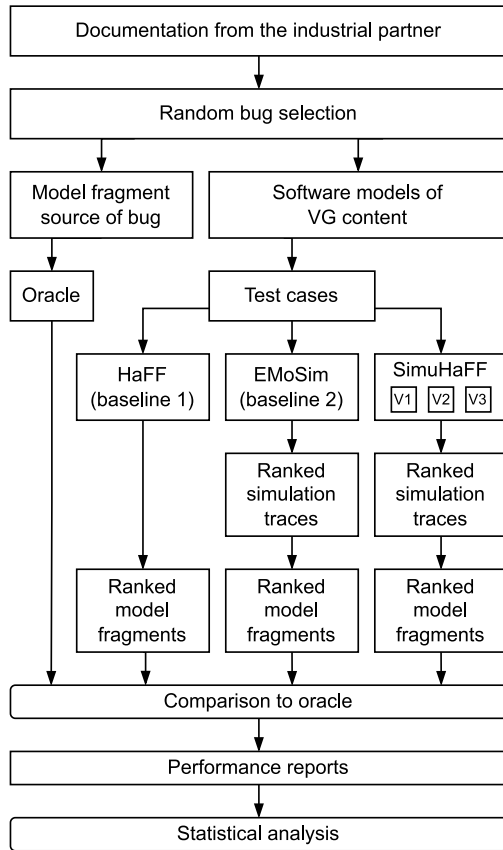 Documentation from the industrial partner
Random bug selection
Model fragment
source of bug
Software models of
VG content
Oracle
Test cases
HaFF
(baseline 1)
EMoSim
(baseline 2)
SimuHaFF
V1 V2 V3
Ranked
simulation
traces
Ranked
simulation
traces
Ranked
model
fragments
Ranked
model
fragments
Ranked
model
fragments
Comparison to oracle
Performance reports
Statistical analysis